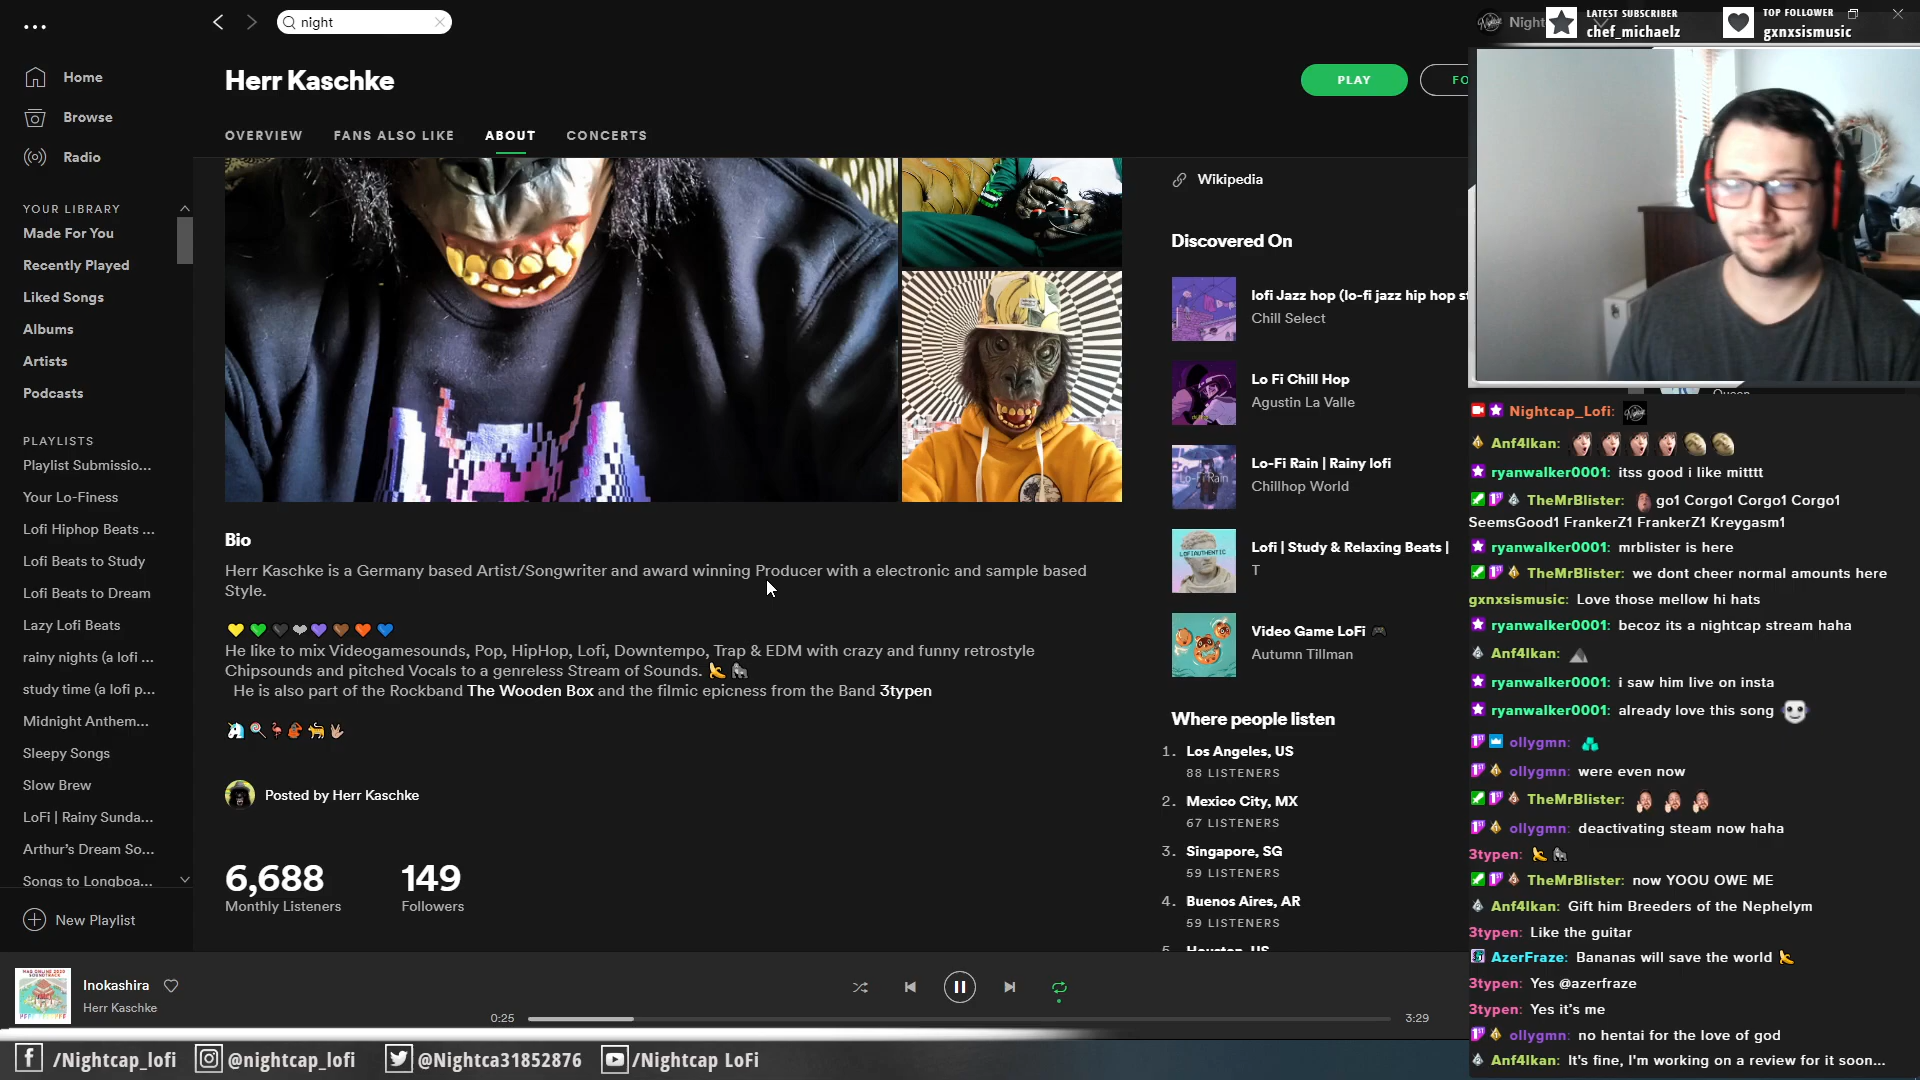 night
Home
Browse
Radio
YOUR LIBRARY
Made For You
Recently Played
Liked Songs
Albums
Artists
Podcasts
PLAYLISTS
Playlist Submissio...
Your Lo-Finess
Lofi Hiphop Beats ...
Lofi Beats to Study
Lofi Beats to Dream
Lazy Lofi Beats
rainy nights (a lofi ...
study time (a lofi p...
Midnight Anthem...
Sleepy Songs
Slow Brew
LoFi | Rainy Sunda...
Arthur's Dream So...
Songs to Longboa...
New Playlist
Herr Kaschke
PLAY
FO
OVERVIEW
FANS ALSO LIKE
ABOUT
CONCERTS
Bio
Herr Kaschke is a Germany based Artist/Songwriter and award winning Producer with a electronic and sample based
Style.
💛💚🖤❤💜🤎🧡💙
He like to mix Videogamesounds, Pop, HipHop, Lofi, Downtempo, Trap & EDM with crazy and funny retrostyle
Chipsounds and pitched Vocals to a genreless Stream of Sounds. 🍌🦍
He is also part of the Rockband The Wooden Box and the filmic epicness from the Band 3typen
Posted by Herr Kaschke
6,688
Monthly Listeners
149
Followers
Wikipedia
Discovered On
lofi Jazz hop (lo-fi jazz hip hop st
Chill Select
Lo Fi Chill Hop
Agustin La Valle
Lo-Fi Rain
Lo-Fi Rain | Rainy lofi
Chillhop World
LOFI AUTHENTIC
Lofi | Study & Relaxing Beats |
T
Video Game LoFi 🎮
Autumn Tillman
Where people listen
1. Los Angeles, US
88 LISTENERS
2. Mexico City, MX
67 LISTENERS
3. Singapore, SG
59 LISTENERS
4. Buenos Aires, AR
59 LISTENERS
5. Houston, US
Night
LATEST SUBSCRIBER
chef_michaelz
TOP FOLLOWER
gxnxsismusic
Queen
Nightcap_Lofi:
Anf4lkan:
ryanwalker0001: itss good i like mitttt
TheMrBlister: go1 Corgo1 Corgo1 Corgo1
SeemsGood1 FrankerZ1 FrankerZ1 Kreygasm1
ryanwalker0001: mrblister is here
TheMrBlister: we dont cheer normal amounts here
gxnxsismusic: Love those mellow hi hats
ryanwalker0001: becoz its a nightcap stream haha
Anf4lkan:
ryanwalker0001: i saw him live on insta
ryanwalker0001: already love this song
ollygmn:
ollygmn: were even now
TheMrBlister:
ollygmn: deactivating steam now haha
3typen: 🍌🦍
TheMrBlister: now YOOU OWE ME
Anf4lkan: Gift him Breeders of the Nephelym
3typen: Like the guitar
AzerFraze: Bananas will save the world 🍌
3typen: Yes @azerfraze
3typen: Yes it's me
ollygmn: no hentai for the love of god
Anf4lkan: It's fine, I'm working on a review for it soon...
Inokashira
Herr Kaschke
0:25
3:29
/Nightcap_lofi
@nightcap_lofi
@Nightca31852876
/Nightcap LoFi